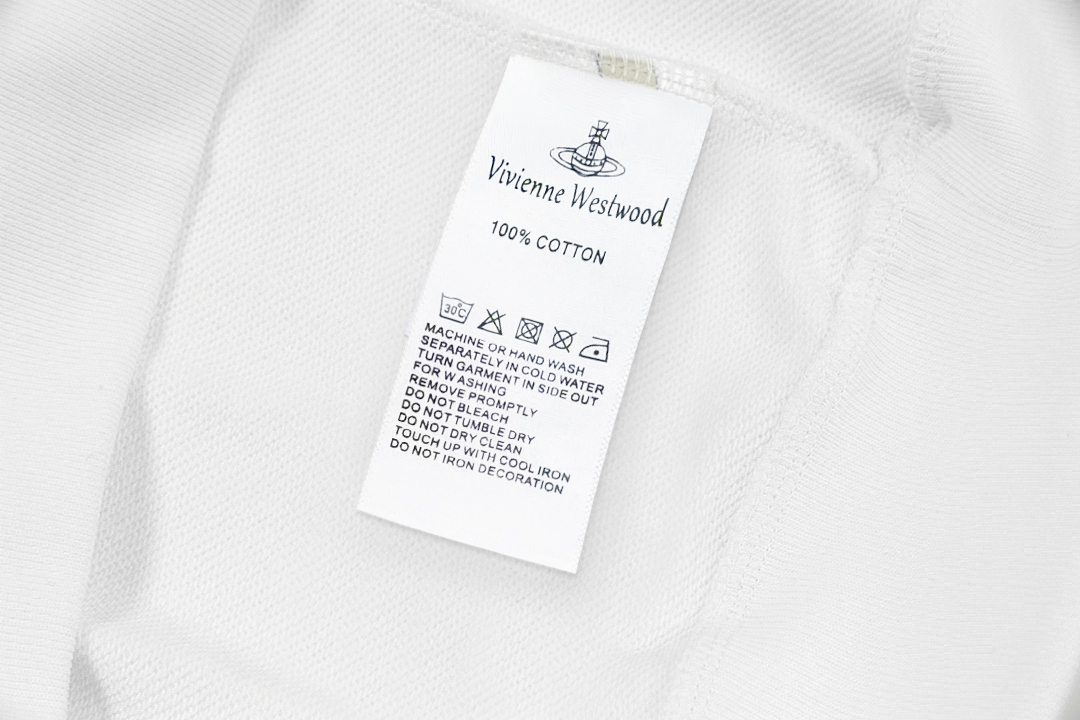 Vivienne Westwood
100% COTTON
30°C
MACHINE OR HAND WASH
SEPARATELY IN COLD WATER
TURN GARMENT IN SIDE OUT
FOR WASHING
REMOVE PROMPTLY
DO NOT BLEACH
DO NOT TUMBLE DRY
DO NOT DRY CLEAN
TOUCH UP WITH COOL IRON
DO NOT IRON DECORATION